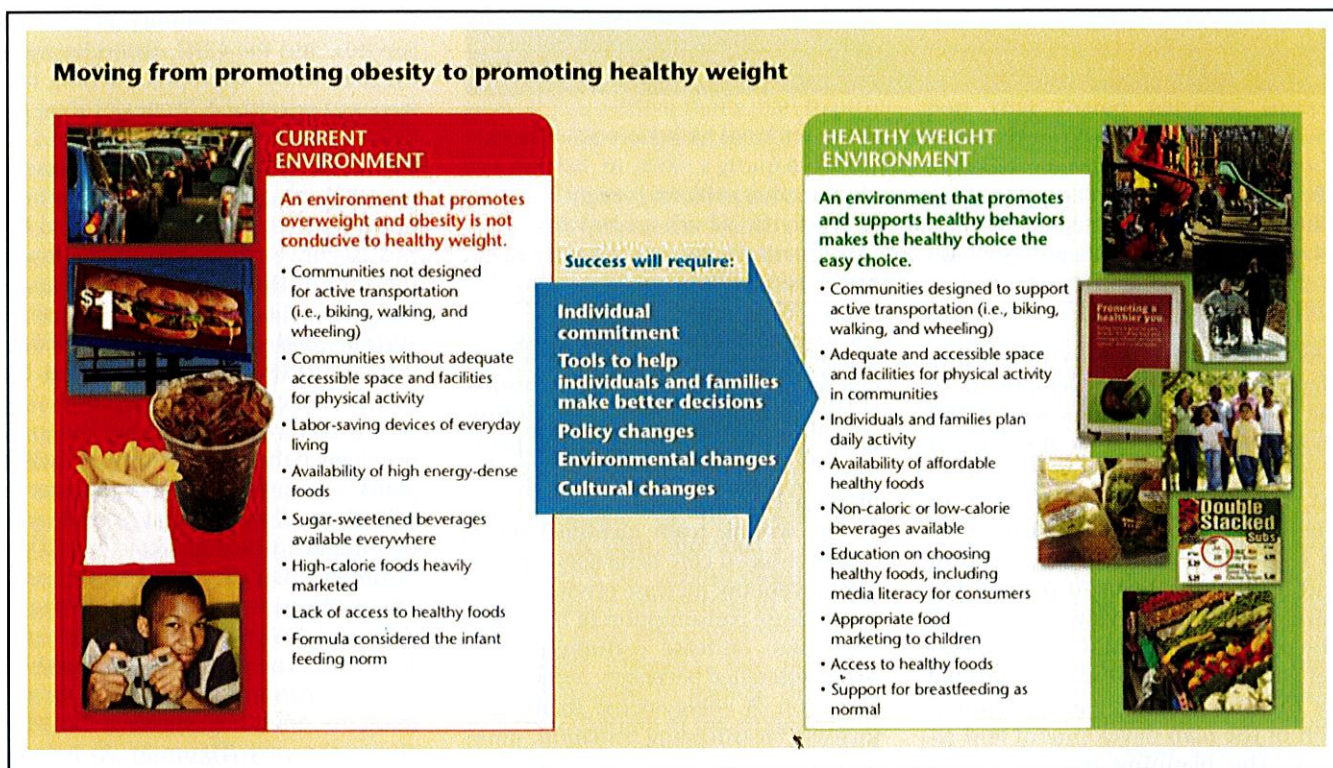 Moving from promoting obesity to promoting healthy weight
CURRENT
ENVIRONMENT
An environment that promotes
overweight and obesity is not
conducive to healthy weight.
• Communities not designed
for active transportation
(i.e., biking, walking, and
wheeling)
• Communities without adequate
accessible space and facilities
for physical activity
• Labor-saving devices of everyday
living
• Availability of high energy-dense
foods
• Sugar-sweetened beverages
available everywhere
• High-calorie foods heavily
marketed
• Lack of access to healthy foods
• Formula considered the infant
feeding norm
$1
Success will require:
Individual
commitment
Tools to help
individuals and families
make better decisions
Policy changes
Environmental changes
Cultural changes
HEALTHY WEIGHT
ENVIRONMENT
An environment that promotes
and supports healthy behaviors
makes the healthy choice the
easy choice.
• Communities designed to support
active transportation (i.e., biking,
walking, and wheeling)
• Adequate and accessible space
and facilities for physical activity
in communities
• Individuals and families plan
daily activity
• Availability of affordable
healthy foods
• Non-caloric or low-calorie
beverages available
• Education on choosing
healthy foods, including
media literacy for consumers
• Appropriate food
marketing to children
• Access to healthy foods
• Support for breastfeeding as
normal
Promoting a
healthier you.
Double
Stacked
Subs